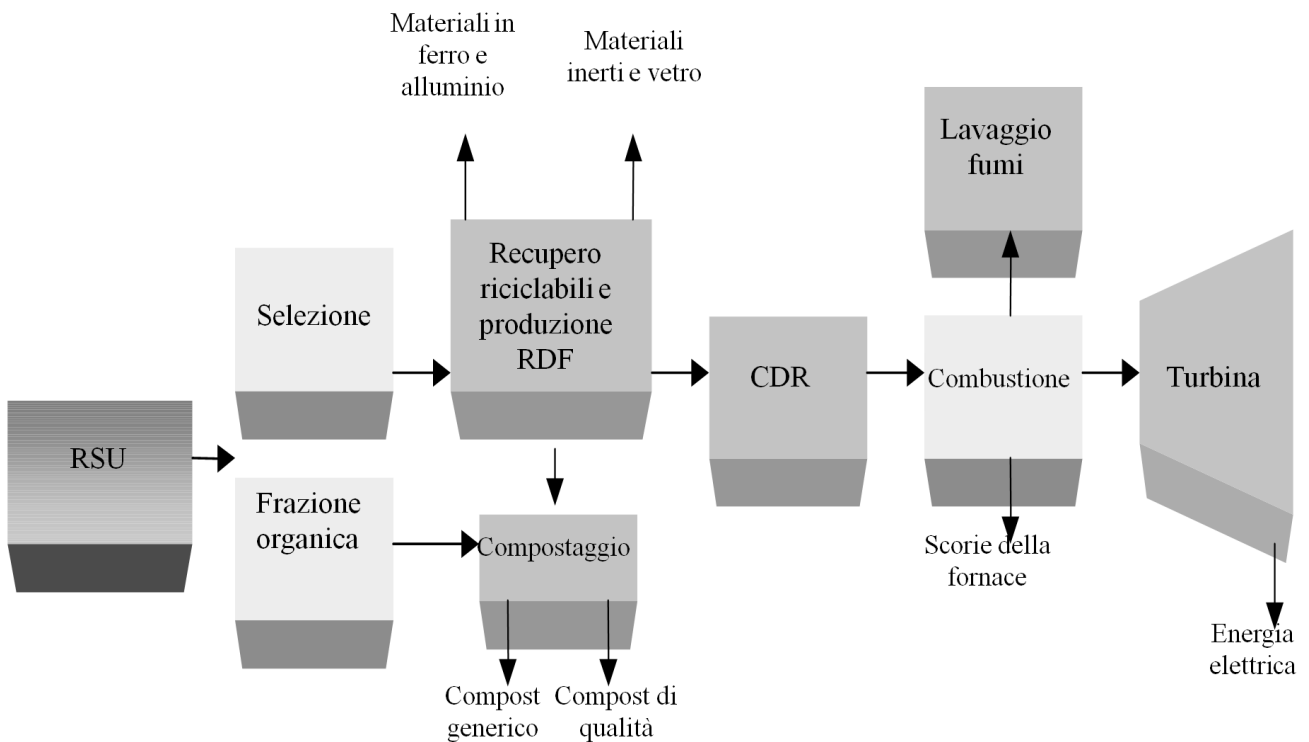 Materiali in
ferro e
alluminio
Materiali
inerti e vetro
Lavaggio
fumi
Recupero
riciclabili e
produzione
RDF
Selezione
CDR
Combustione
Turbina
RSU
Frazione
organica
Compostaggio
Scorie della
fornace
Energia
elettrica
Compost
generico
Compost di
qualità